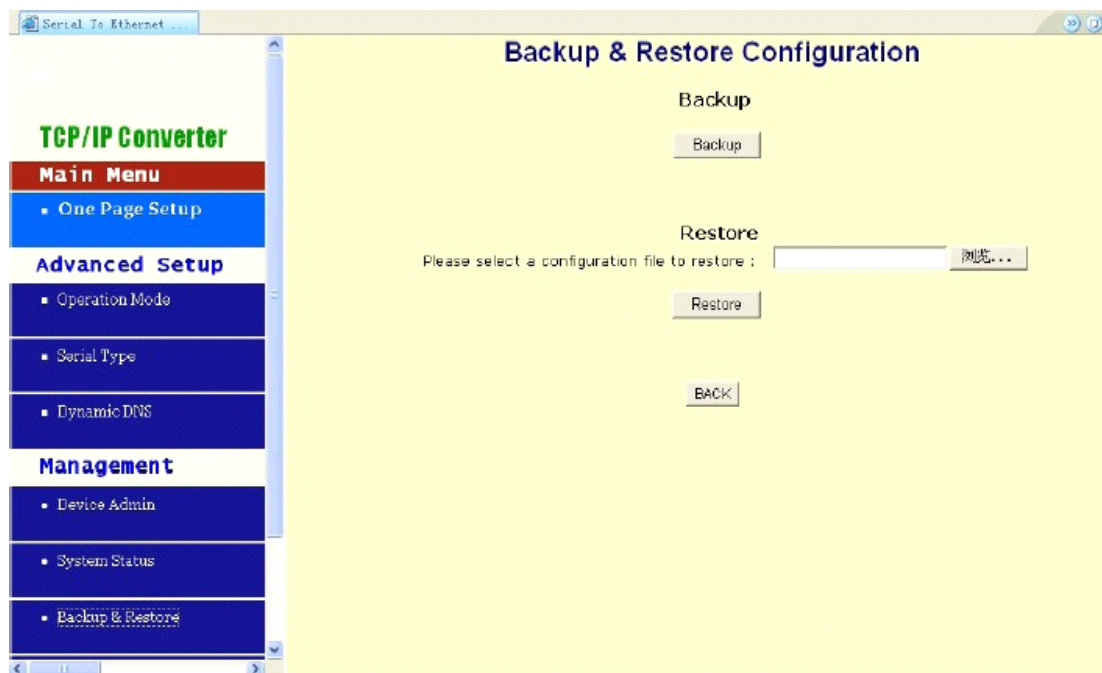 Serial To Ethernet ...
TCP/IP Converter
Main Menu
One Page Setup
Advanced Setup
Operation Mode
Serial Type
Dynamic DNS
Management
Device Admin
System Status
Backup & Restore
Backup & Restore Configuration
Backup
Backup
Restore
Please select a configuration file to restore :
浏览...
Restore
BACK